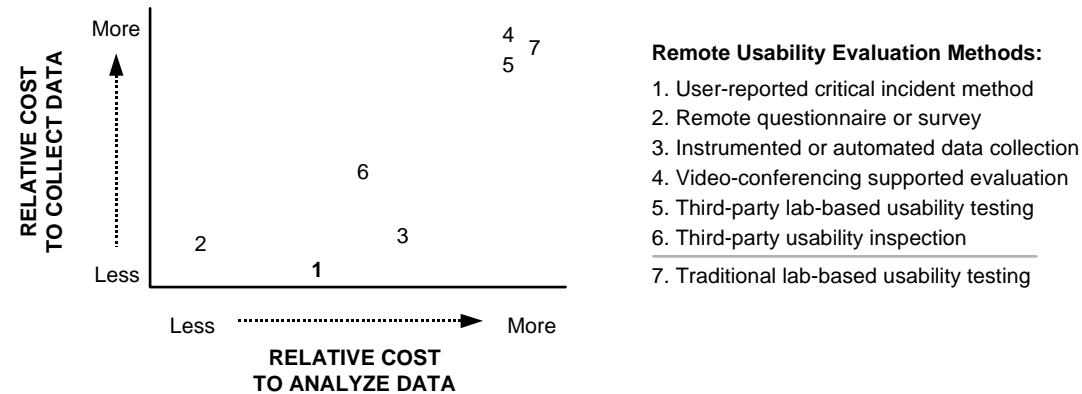 More
RELATIVE COST
TO COLLECT DATA
Less
4
7
5
6
3
2
1
Less
More
RELATIVE COST
TO ANALYZE DATA
Remote Usability Evaluation Methods:
1. User-reported critical incident method
2. Remote questionnaire or survey
3. Instrumented or automated data collection
4. Video-conferencing supported evaluation
5. Third-party lab-based usability testing
6. Third-party usability inspection
7. Traditional lab-based usability testing